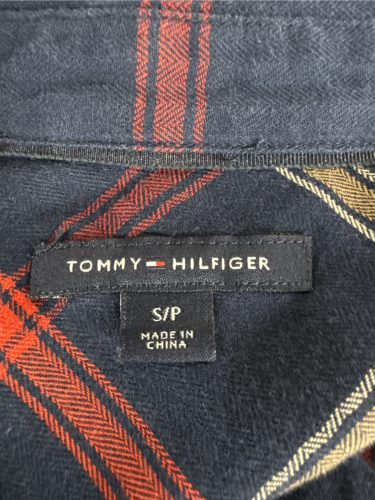 TOMMY HILFIGER
S/P
MADE IN
CHINA